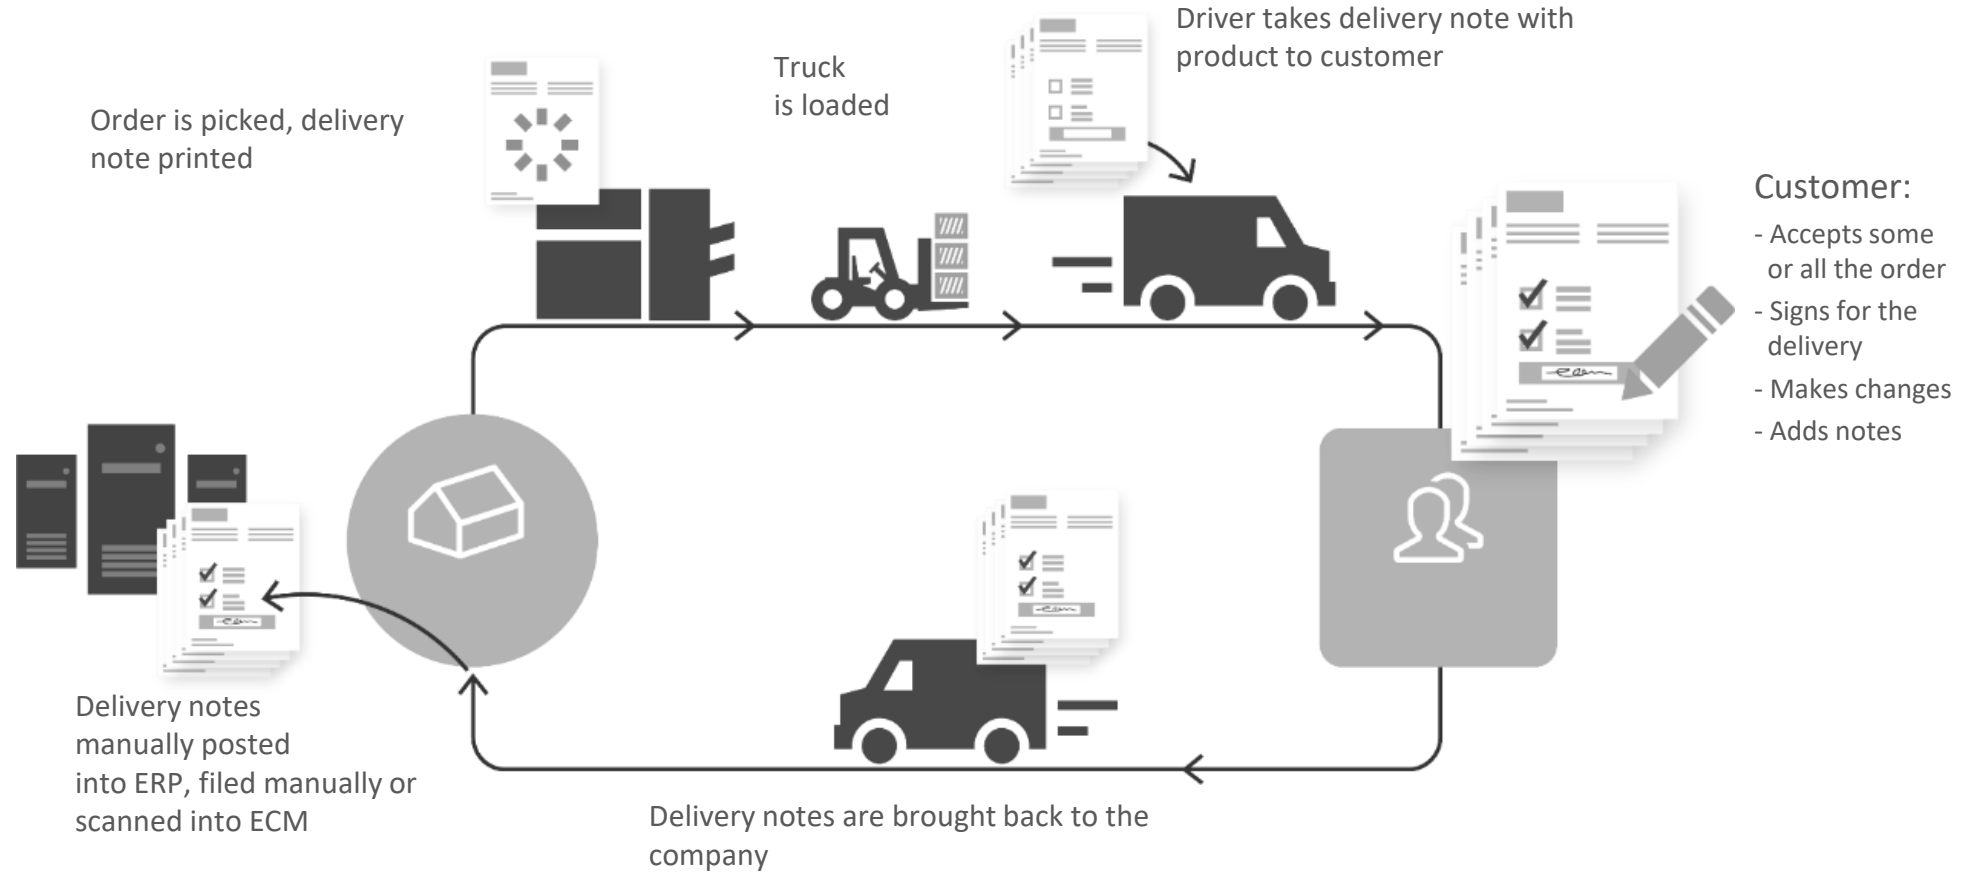 Order is picked, delivery
note printed
Truck
is loaded
Driver takes delivery note with
product to customer
Customer:
- Accepts some
or all the order
- Signs for the
delivery
- Makes changes
- Adds notes
Delivery notes are brought back to the
company
Delivery notes
manually posted
into ERP, filed manually or
scanned into ECM